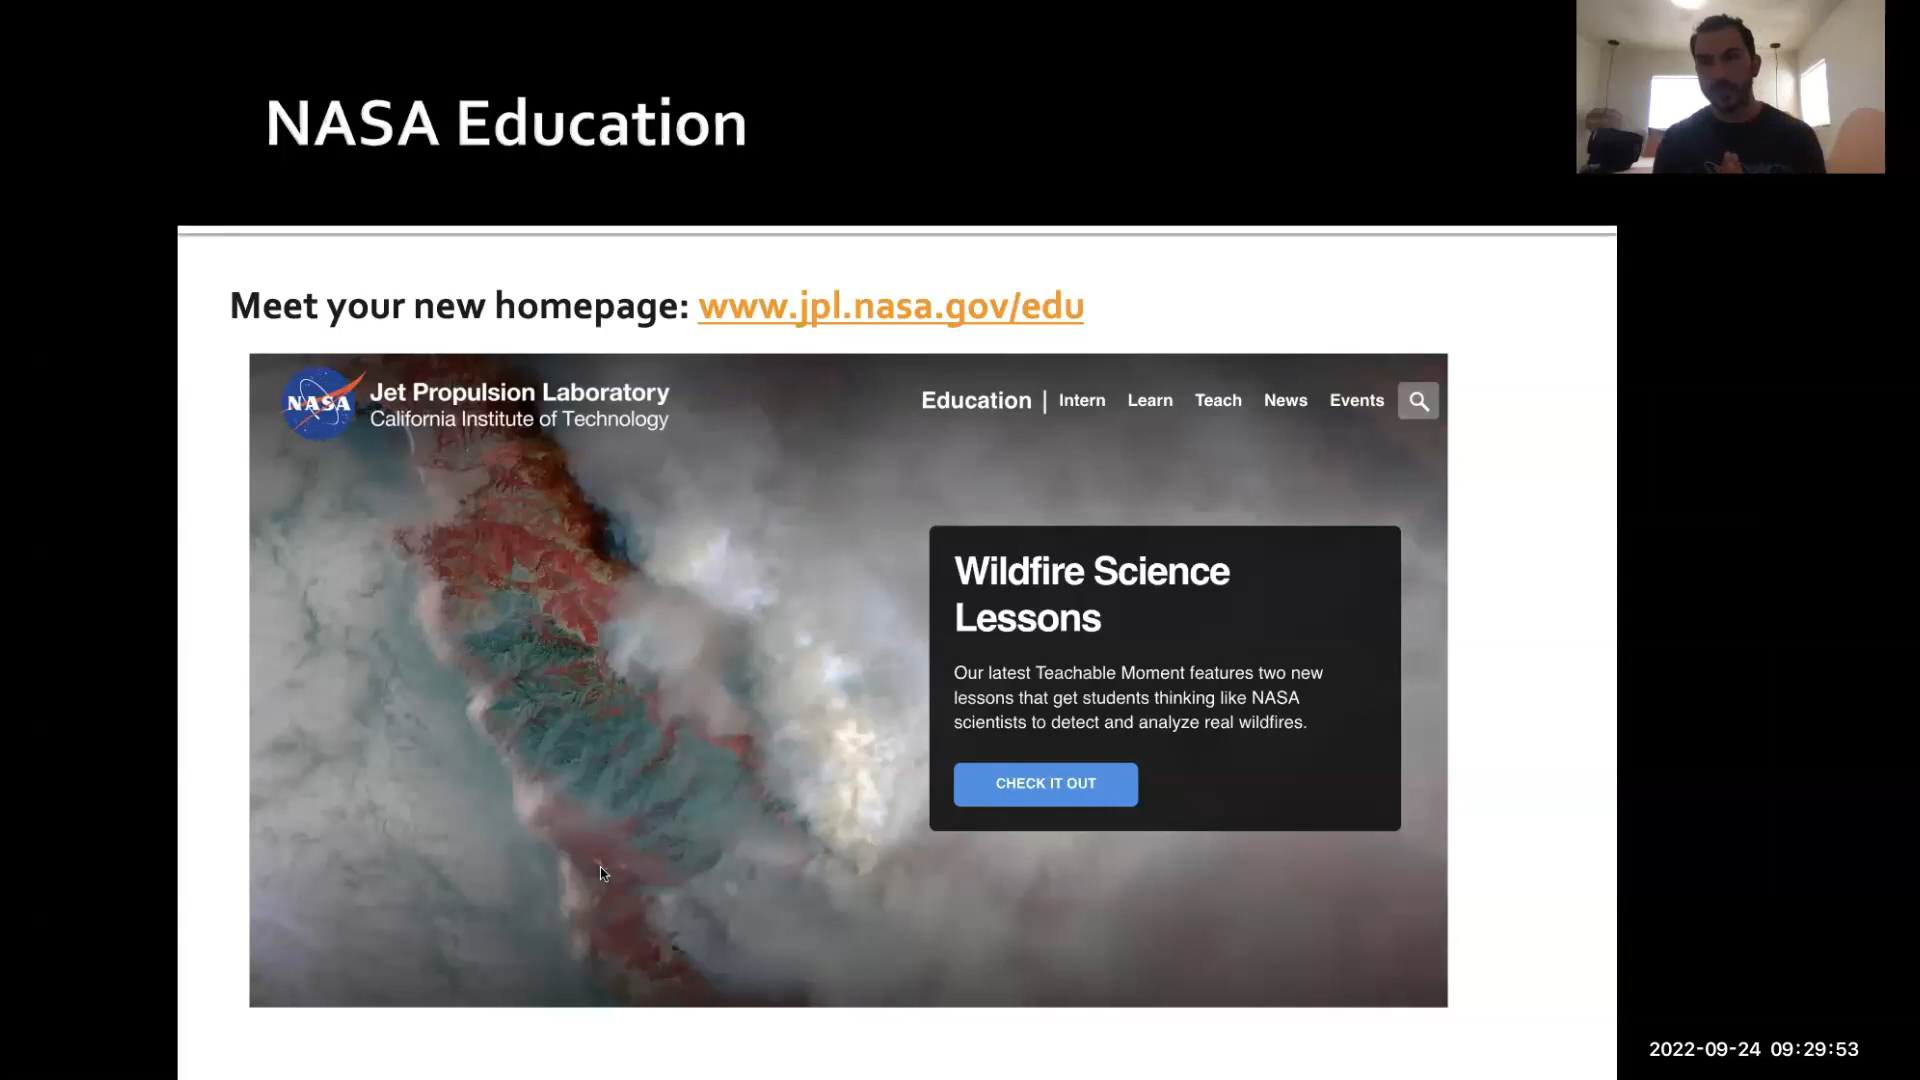 NASA Education
Meet your new homepage: www.jpl.nasa.gov/edu
NASA
Jet Propulsion Laboratory
California Institute of Technology
Education | Intern Learn Teach News Events
Wildfire Science
Lessons
Our latest Teachable Moment features two new
lessons that get students thinking like NASA
scientists to detect and analyze real wildfires.
CHECK IT OUT
2022-09-24 09:29:53